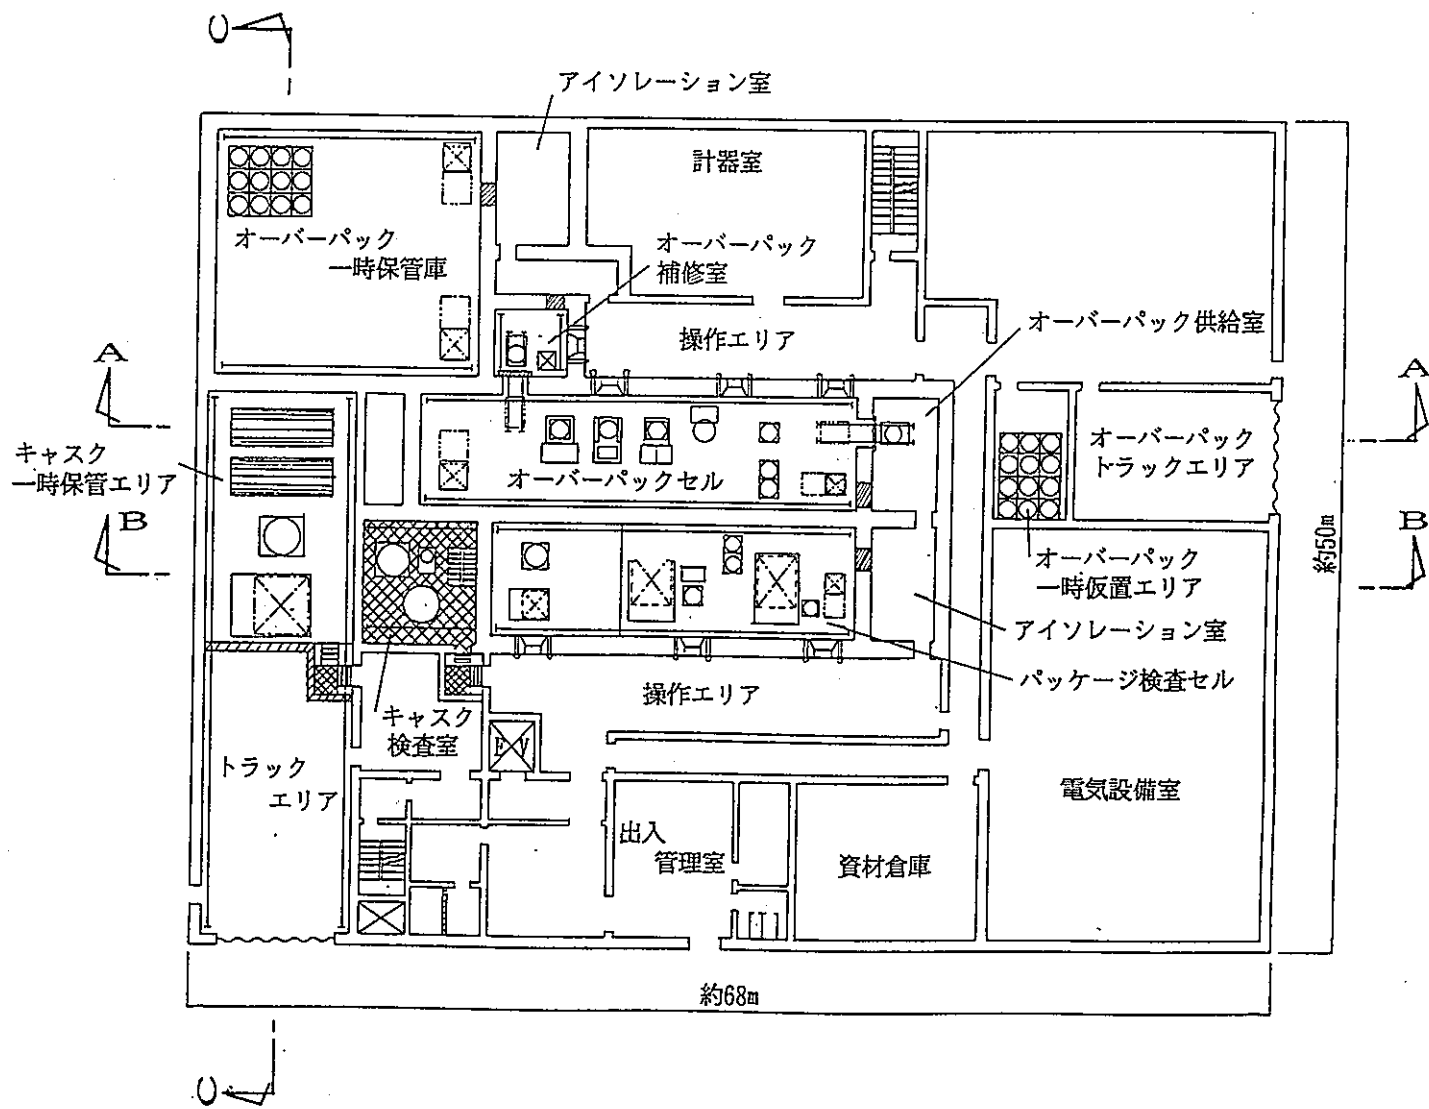 C
アイソレーション室
計器室
オーバーパック
一時保管庫
オーバーパック
補修室
オーバーパック供給室
操作エリア
A
A
キャスク
一時保管エリア
オーバーパックセル
オーバーパック
トラックエリア
B
B
オーバーパック
一時仮置エリア
約50m
アイソレーション室
パッケージ検査セル
操作エリア
キャスク
検査室
EV
トラック
エリア
電気設備室
出入
管理室
資材倉庫
約68m
C